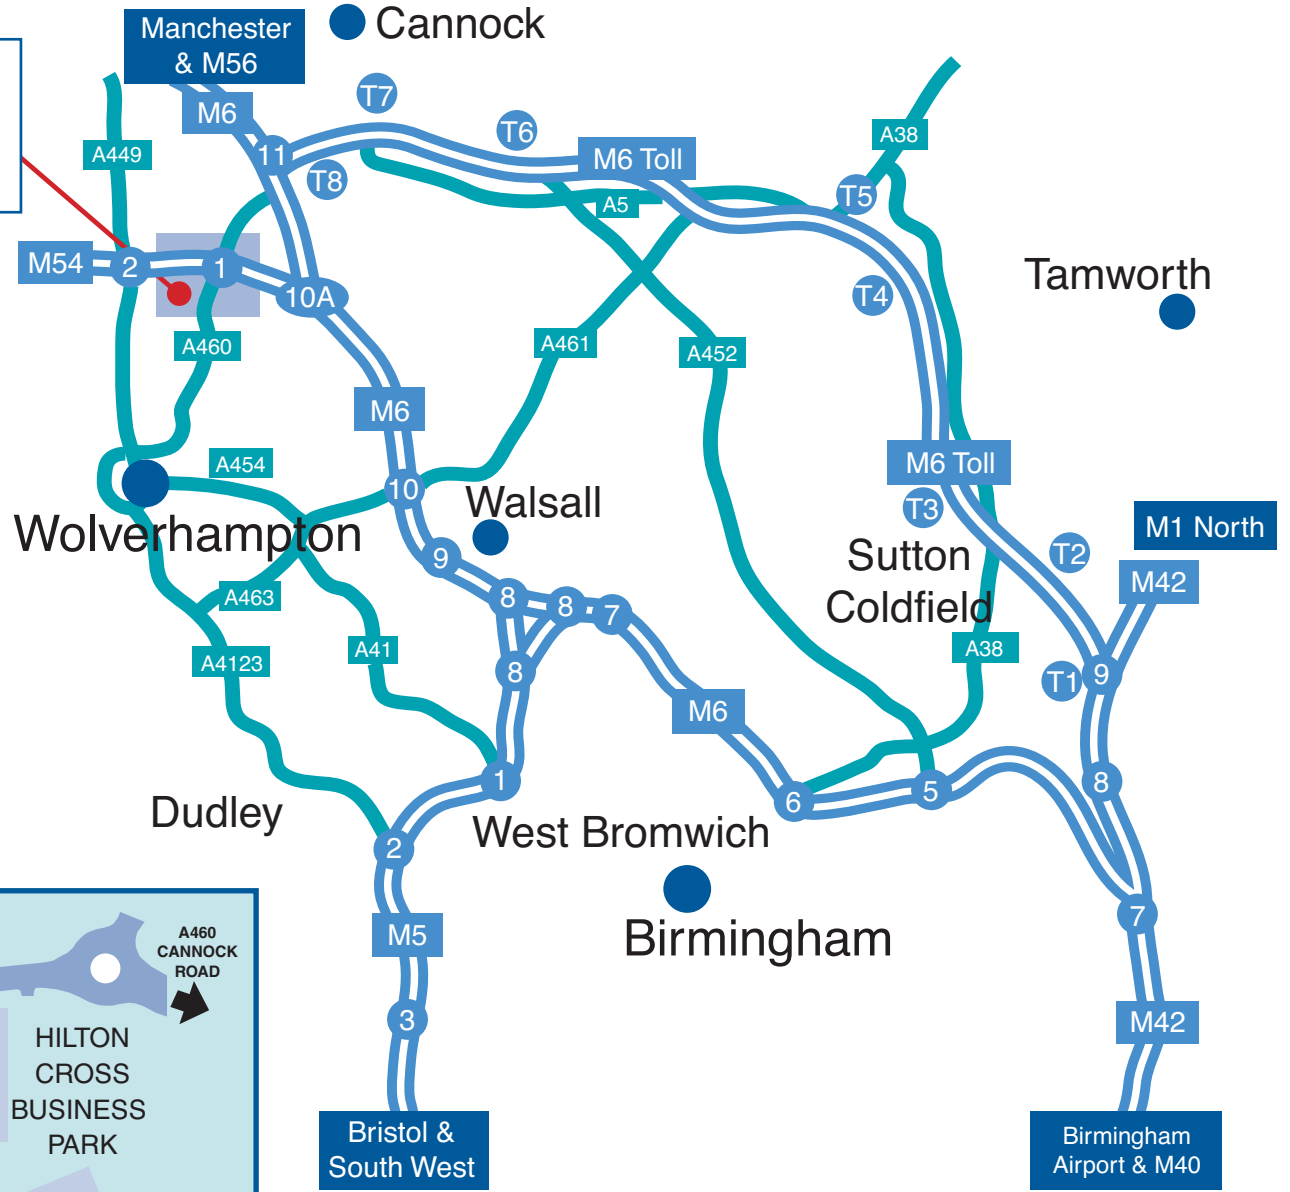 Manchester
& M56
Cannock
M6
T7
T6
A38
A449
11
M6 Toll
T8
T5
A5
M54
2
1
10A
T4
Tamworth
A460
A461
A452
M6
A454
M6 Toll
10
Walsall
T3
Wolverhampton
M1 North
9
Sutton
Coldfield
T2
M42
A463
8
8
7
A41
A38
A4123
8
T1
9
M6
1
6
5
8
Dudley
West Bromwich
2
7
Birmingham
M5
A460
CANNOCK
ROAD
3
M42
HILTON
CROSS
BUSINESS
PARK
Bristol &
South West
Birmingham
Airport & M40